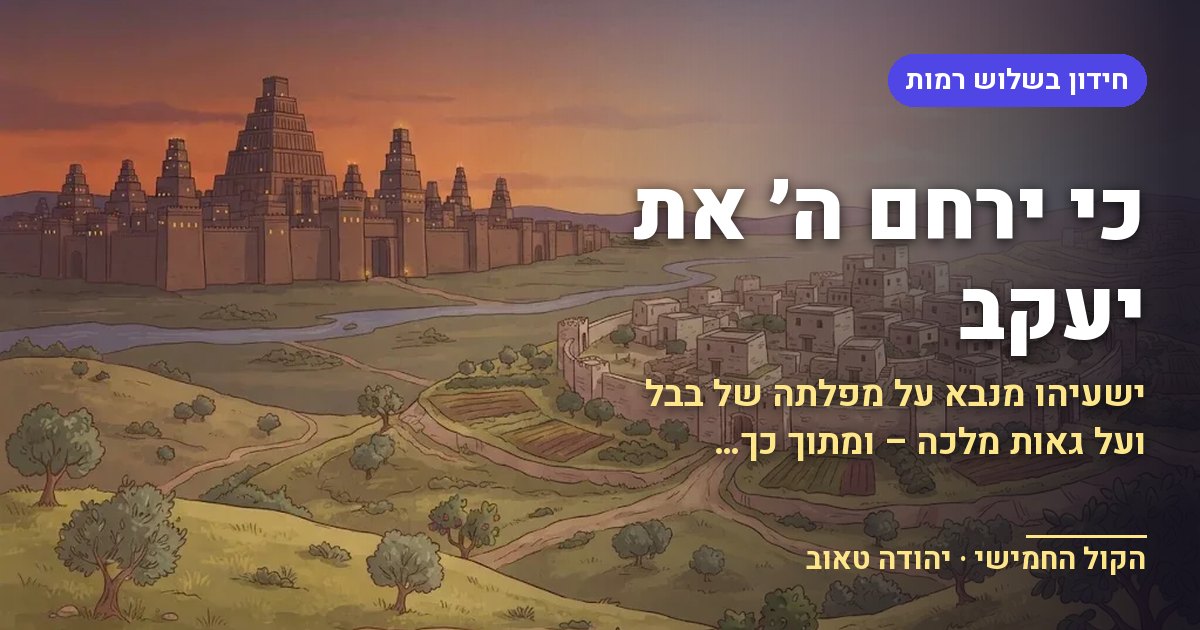 חידון בשלוש רמות
כי ירחם ה׳ את
יעקב
ישעיהו מנבא על מפלתה של בבל
ועל גאות מלכה – ומתוך כך...
הקול החמישי · יהודה טאוב